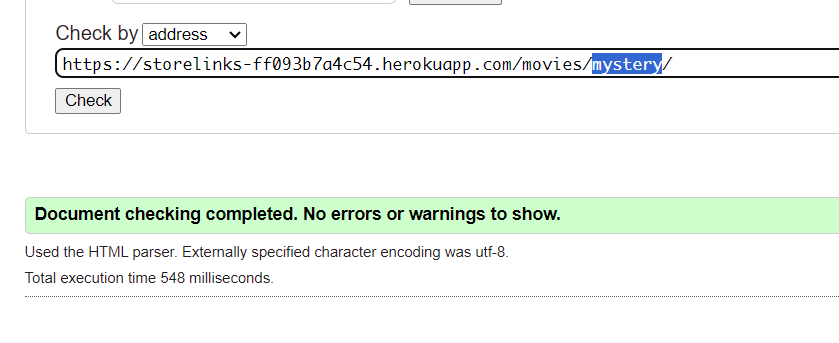 Check by address
https://storelinks-ff093b7a4c54.herokuapp.com/movies/mystery/
Check
Document checking completed. No errors or warnings to show.
Used the HTML parser. Externally specified character encoding was utf-8.
Total execution time 548 milliseconds.